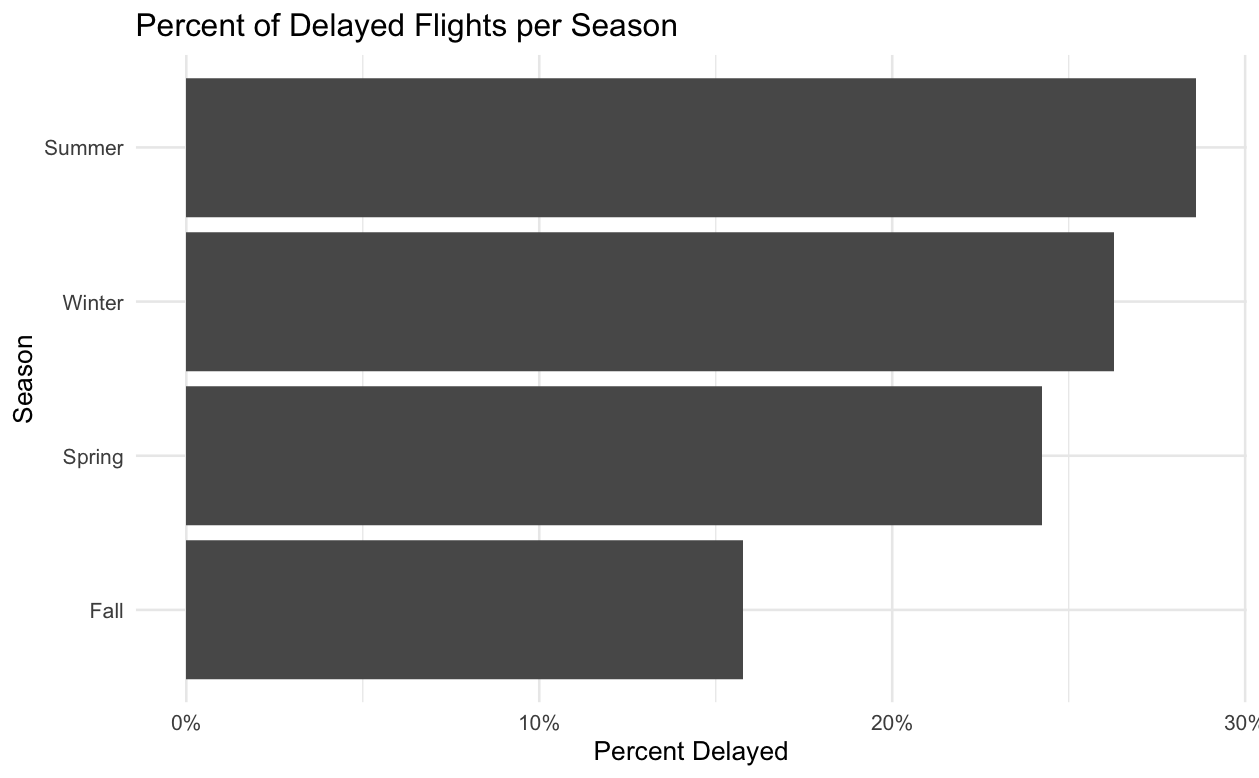 Percent of Delayed Flights per Season
Summer
Winter
Season
Spring
Fall
0%
10%
20%
30%
Percent Delayed